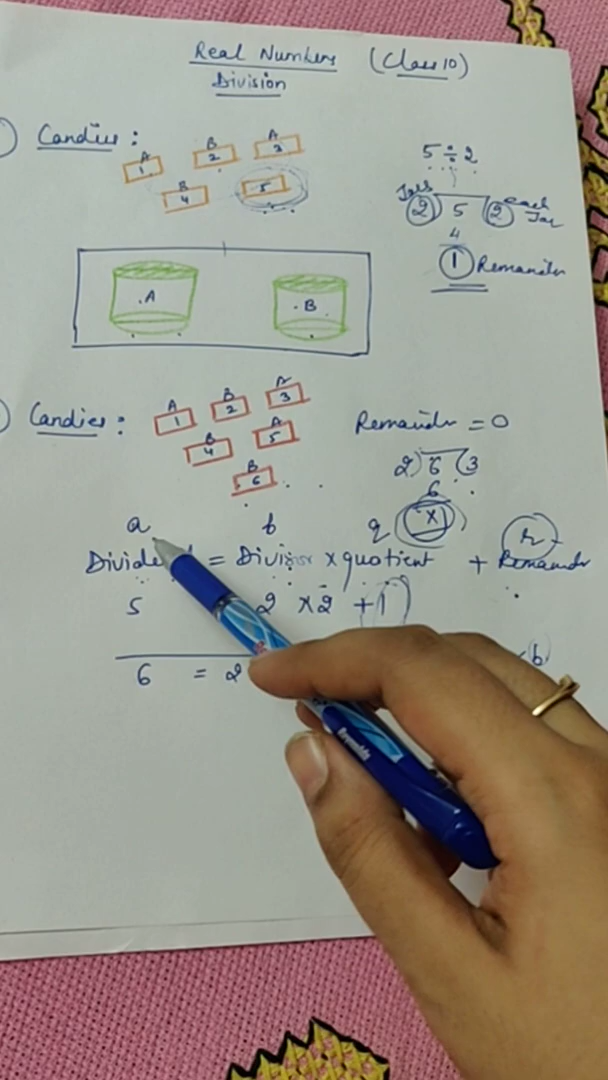 Real Numbers (Class 10)
Division
Candies :
A B A
1 2 3
B
4 5
5 ÷ 2
Jars each Jar
2) 5 (2
4
1 Remainder
.A . B
Candies :
A B A
1 2 3
B A
4 5
B
6
Remainder = 0
2) 6 (3
6
x
a b q r
Divide = Divisor x quotient + Remainder
5 2 x 2 + 1
< b
6 = 2
Reynolds